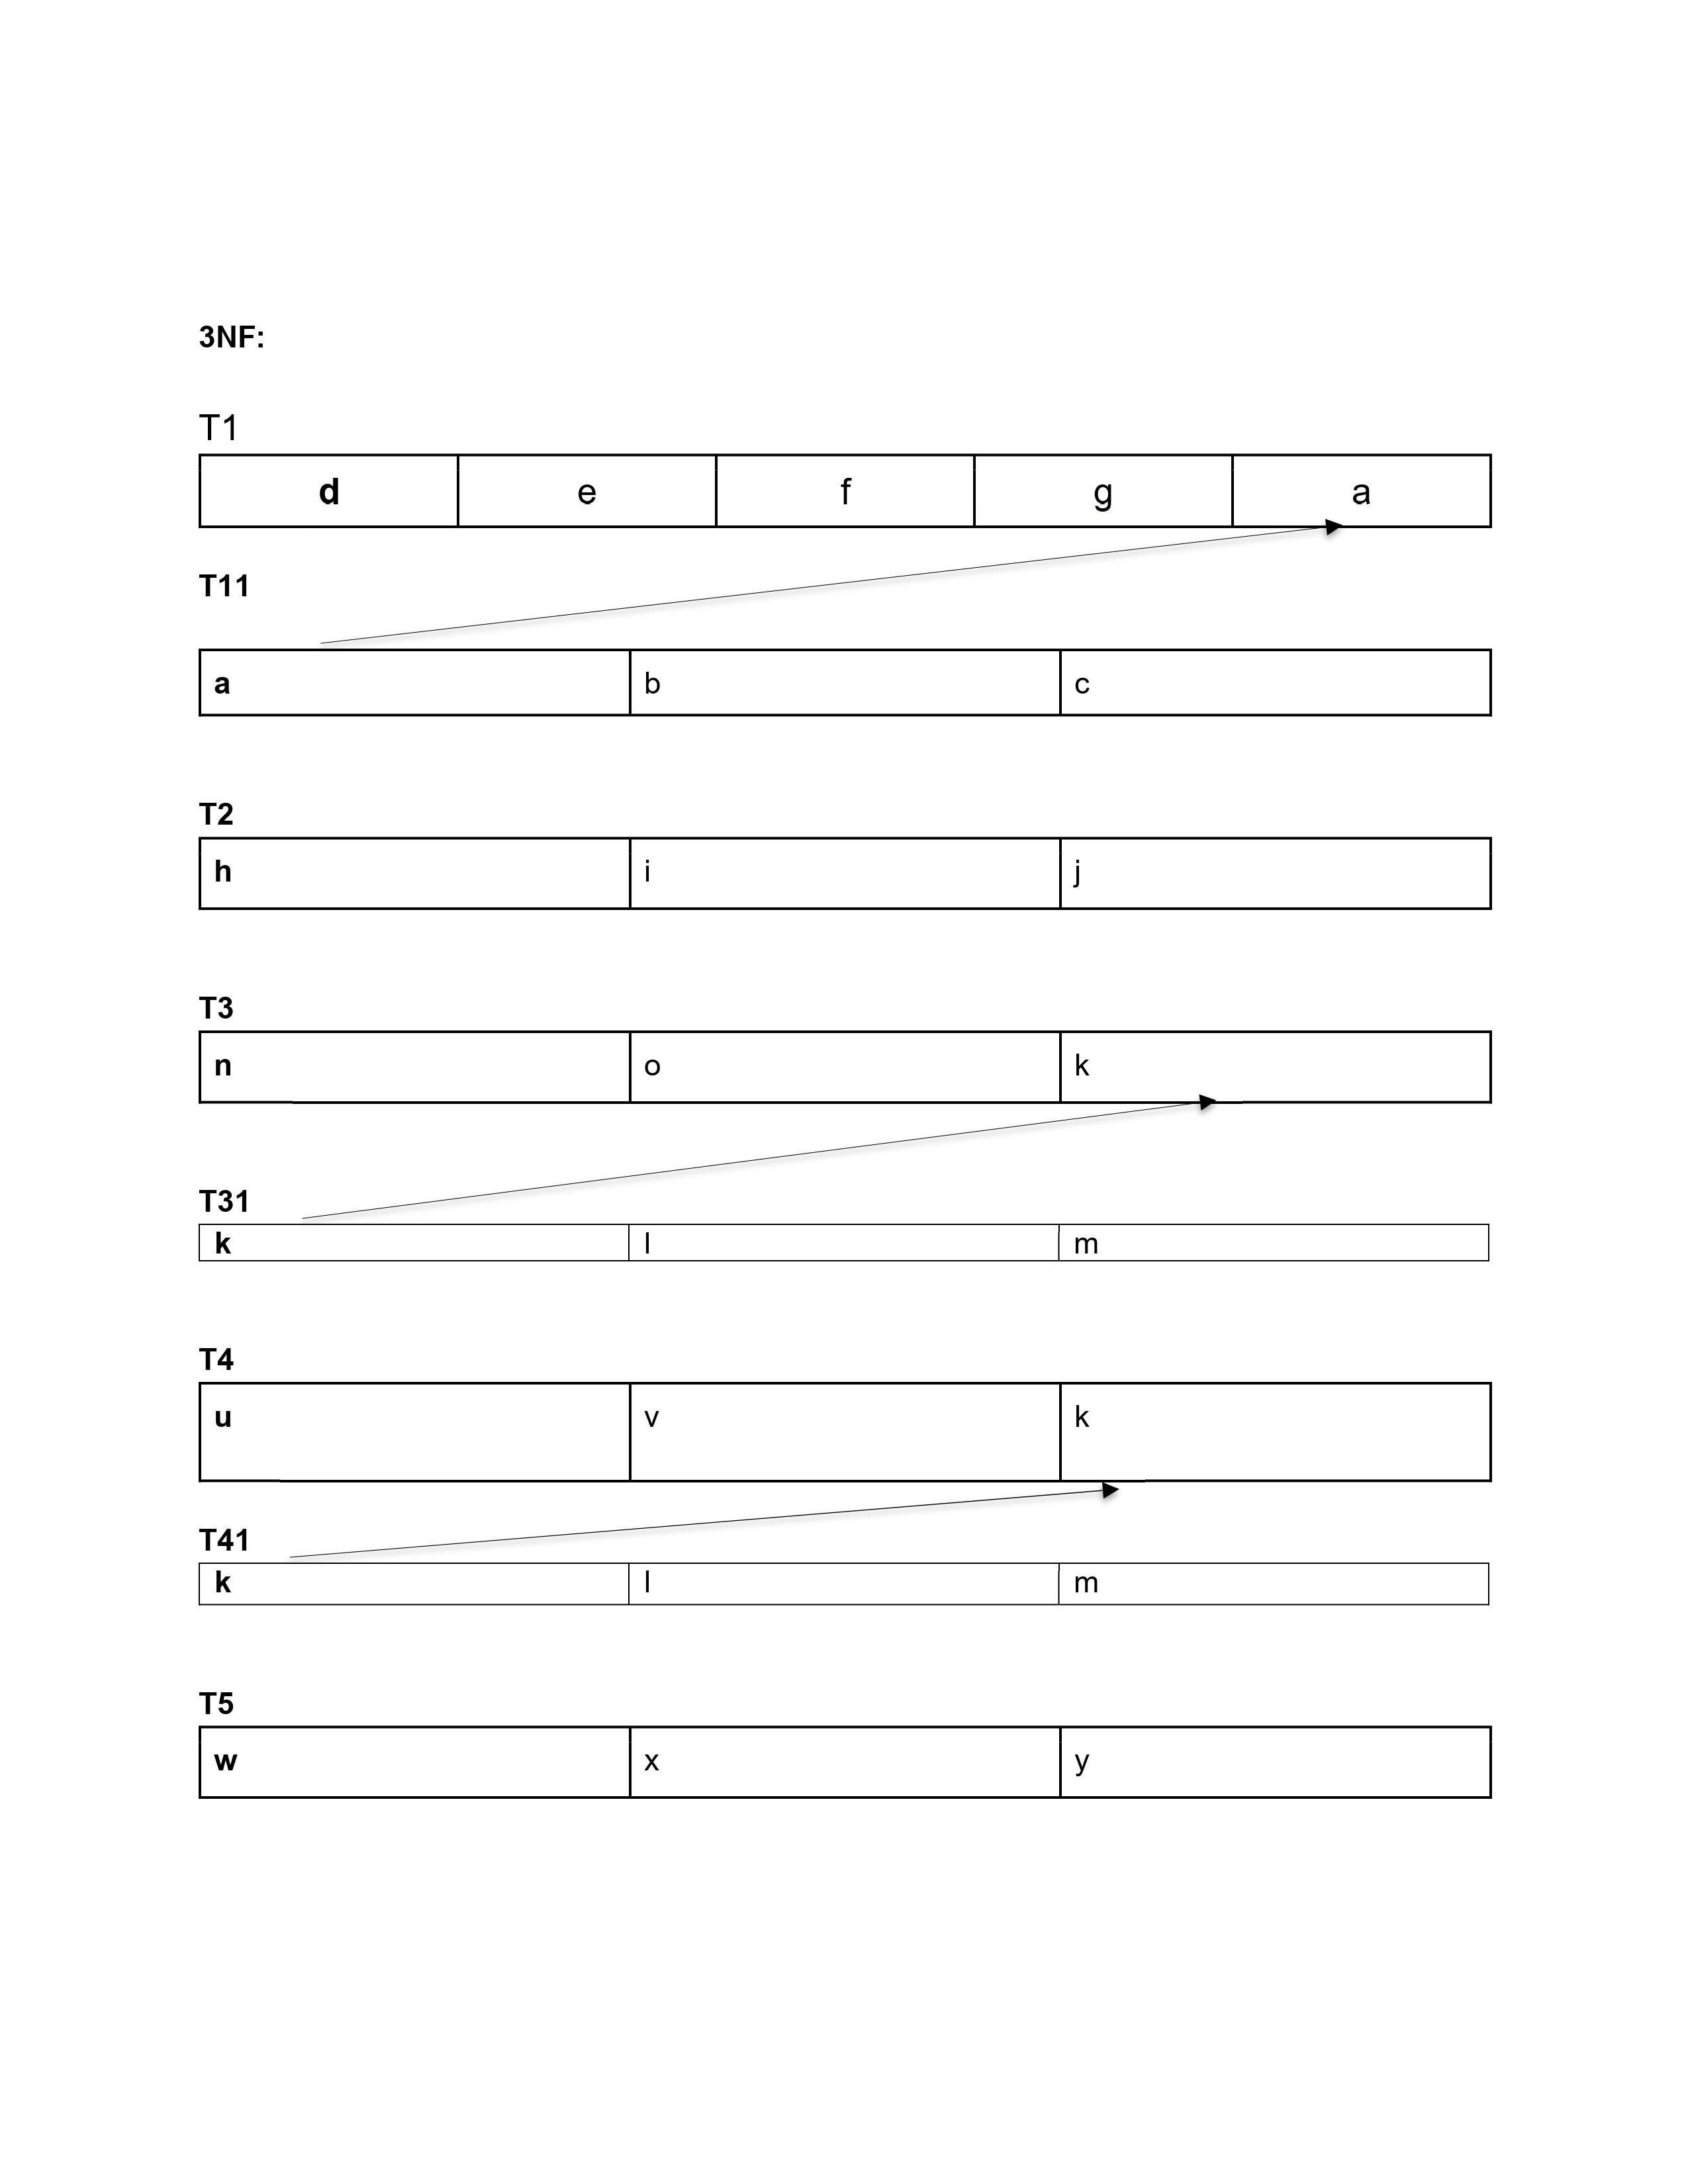 3NF:
T1
d e f g a
T11
a b c
T2
h i j
T3
n o k
T31
k l m
T4
u v k
T41
k l m
T5
w x y